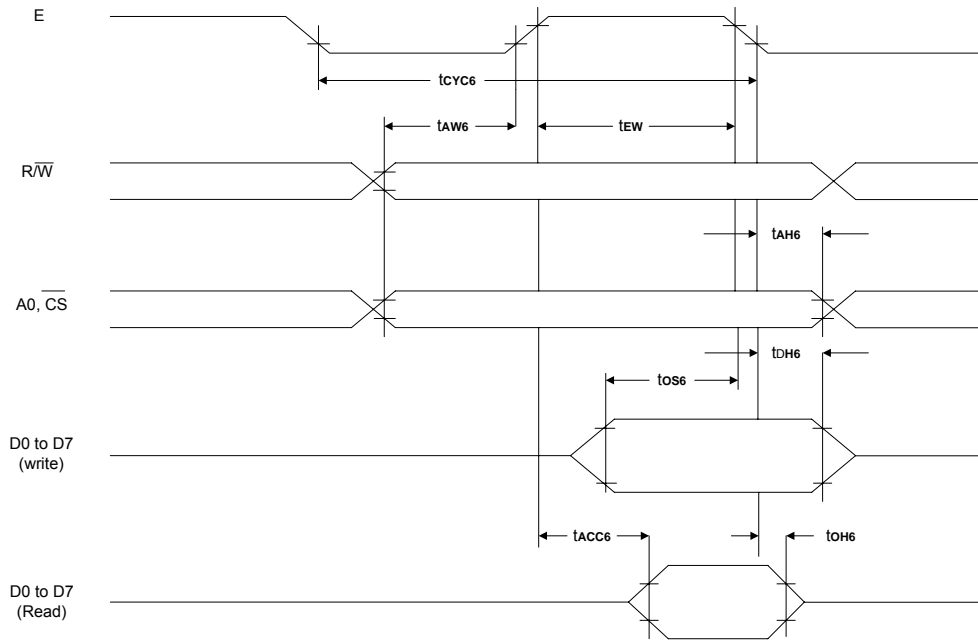 E
tCYC6
tAW6
tEW
R/W
tAH6
A0, CS
tDH6
tOS6
D0 to D7
(write)
tACC6
tOH6
D0 to D7
(Read)